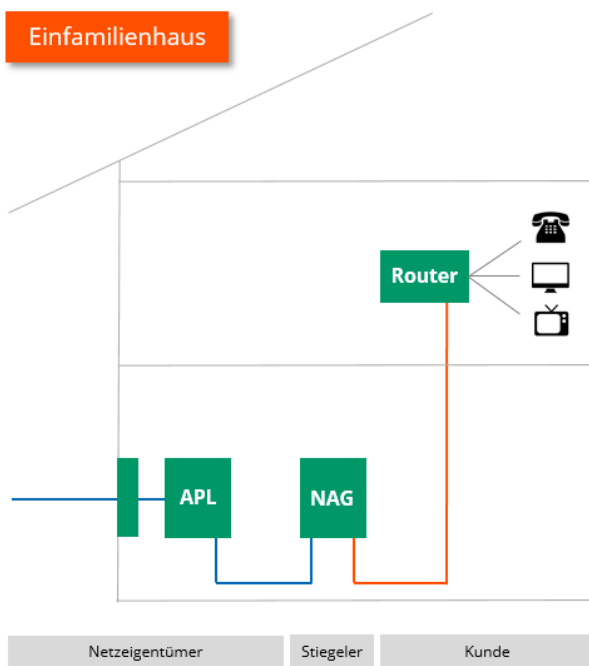 Einfamilienhaus
Router
APL
NAG
Netzeigentümer
Stiegeler
Kunde